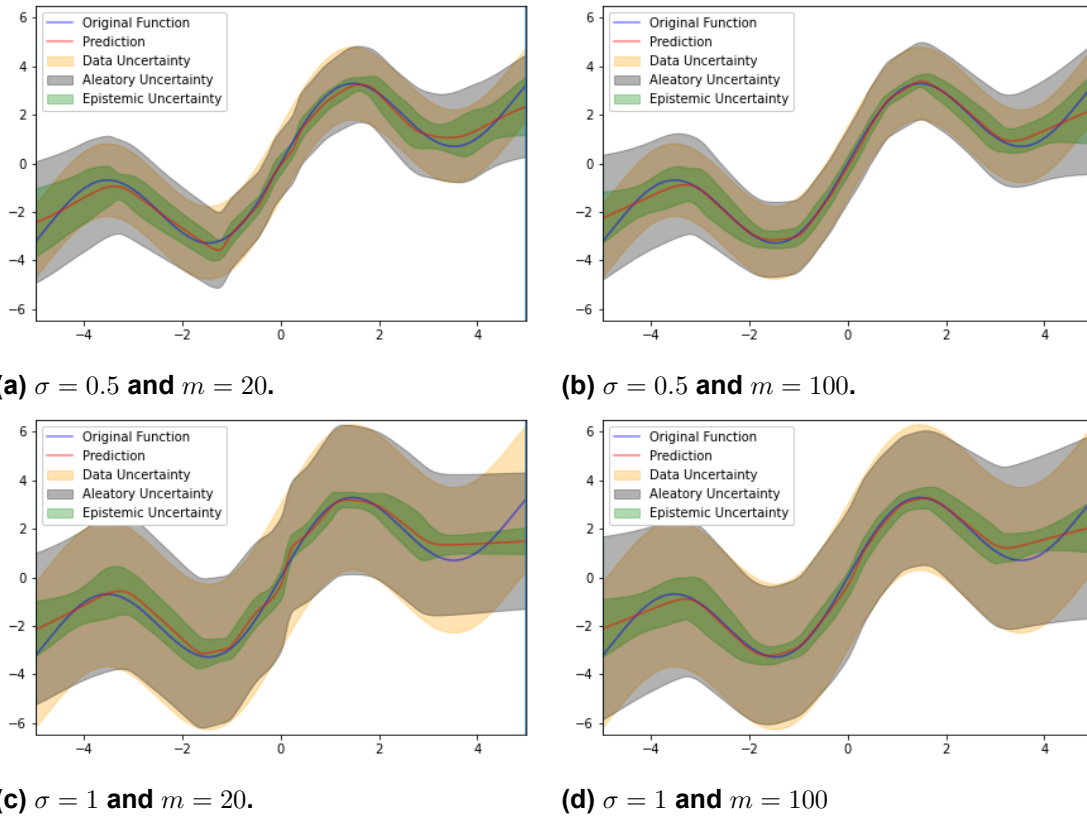 6
4
2
0
−2
−4
−6
Original Function
Prediction
Data Uncertainty
Aleatory Uncertainty
Epistemic Uncertainty
−4 −2 0 2 4
6
4
2
0
−2
−4
−6
Original Function
Prediction
Data Uncertainty
Aleatory Uncertainty
Epistemic Uncertainty
−4 −2 0 2 4
(a) σ = 0.5 and m = 20.
(b) σ = 0.5 and m = 100.
6
4
2
0
−2
−4
−6
Original Function
Prediction
Data Uncertainty
Aleatory Uncertainty
Epistemic Uncertainty
−4 −2 0 2 4
6
4
2
0
−2
−4
−6
Original Function
Prediction
Data Uncertainty
Aleatory Uncertainty
Epistemic Uncertainty
−4 −2 0 2 4
(c) σ = 1 and m = 20.
(d) σ = 1 and m = 100